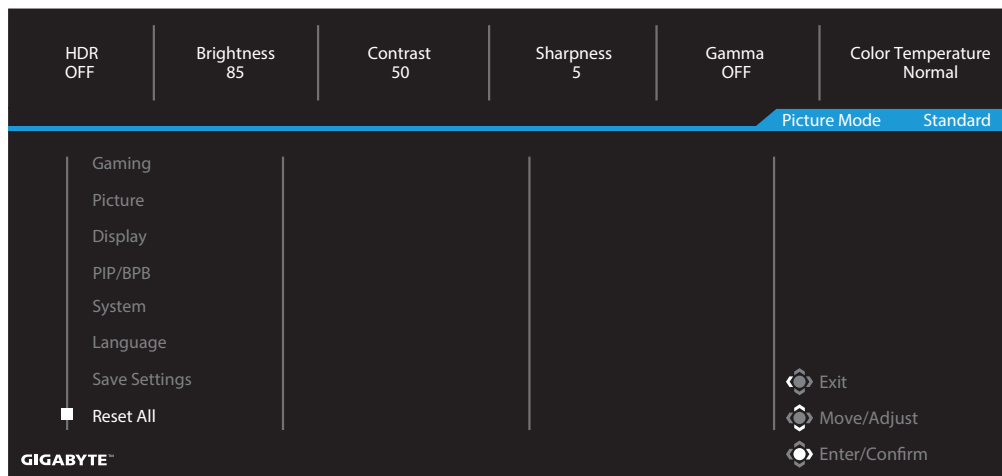 HDR
OFF
Brightness
85
Contrast
50
Sharpness
5
Gamma
OFF
Color Temperature
Normal
Picture Mode Standard
Gaming
Picture
Display
PIP/BPB
System
Language
Save Settings
Reset All
Exit
Move/Adjust
Enter/Confirm
GIGABYTE™